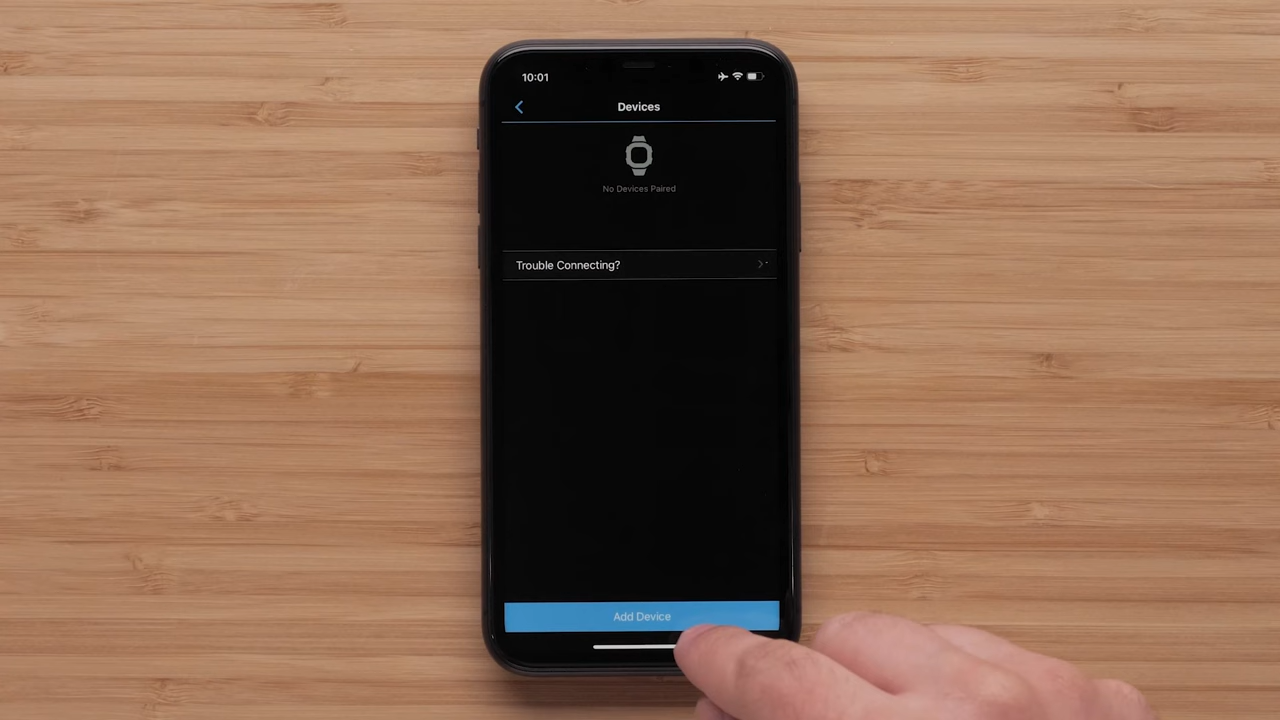 10:01
Devices
No Devices Paired
Trouble Connecting?
Add Device